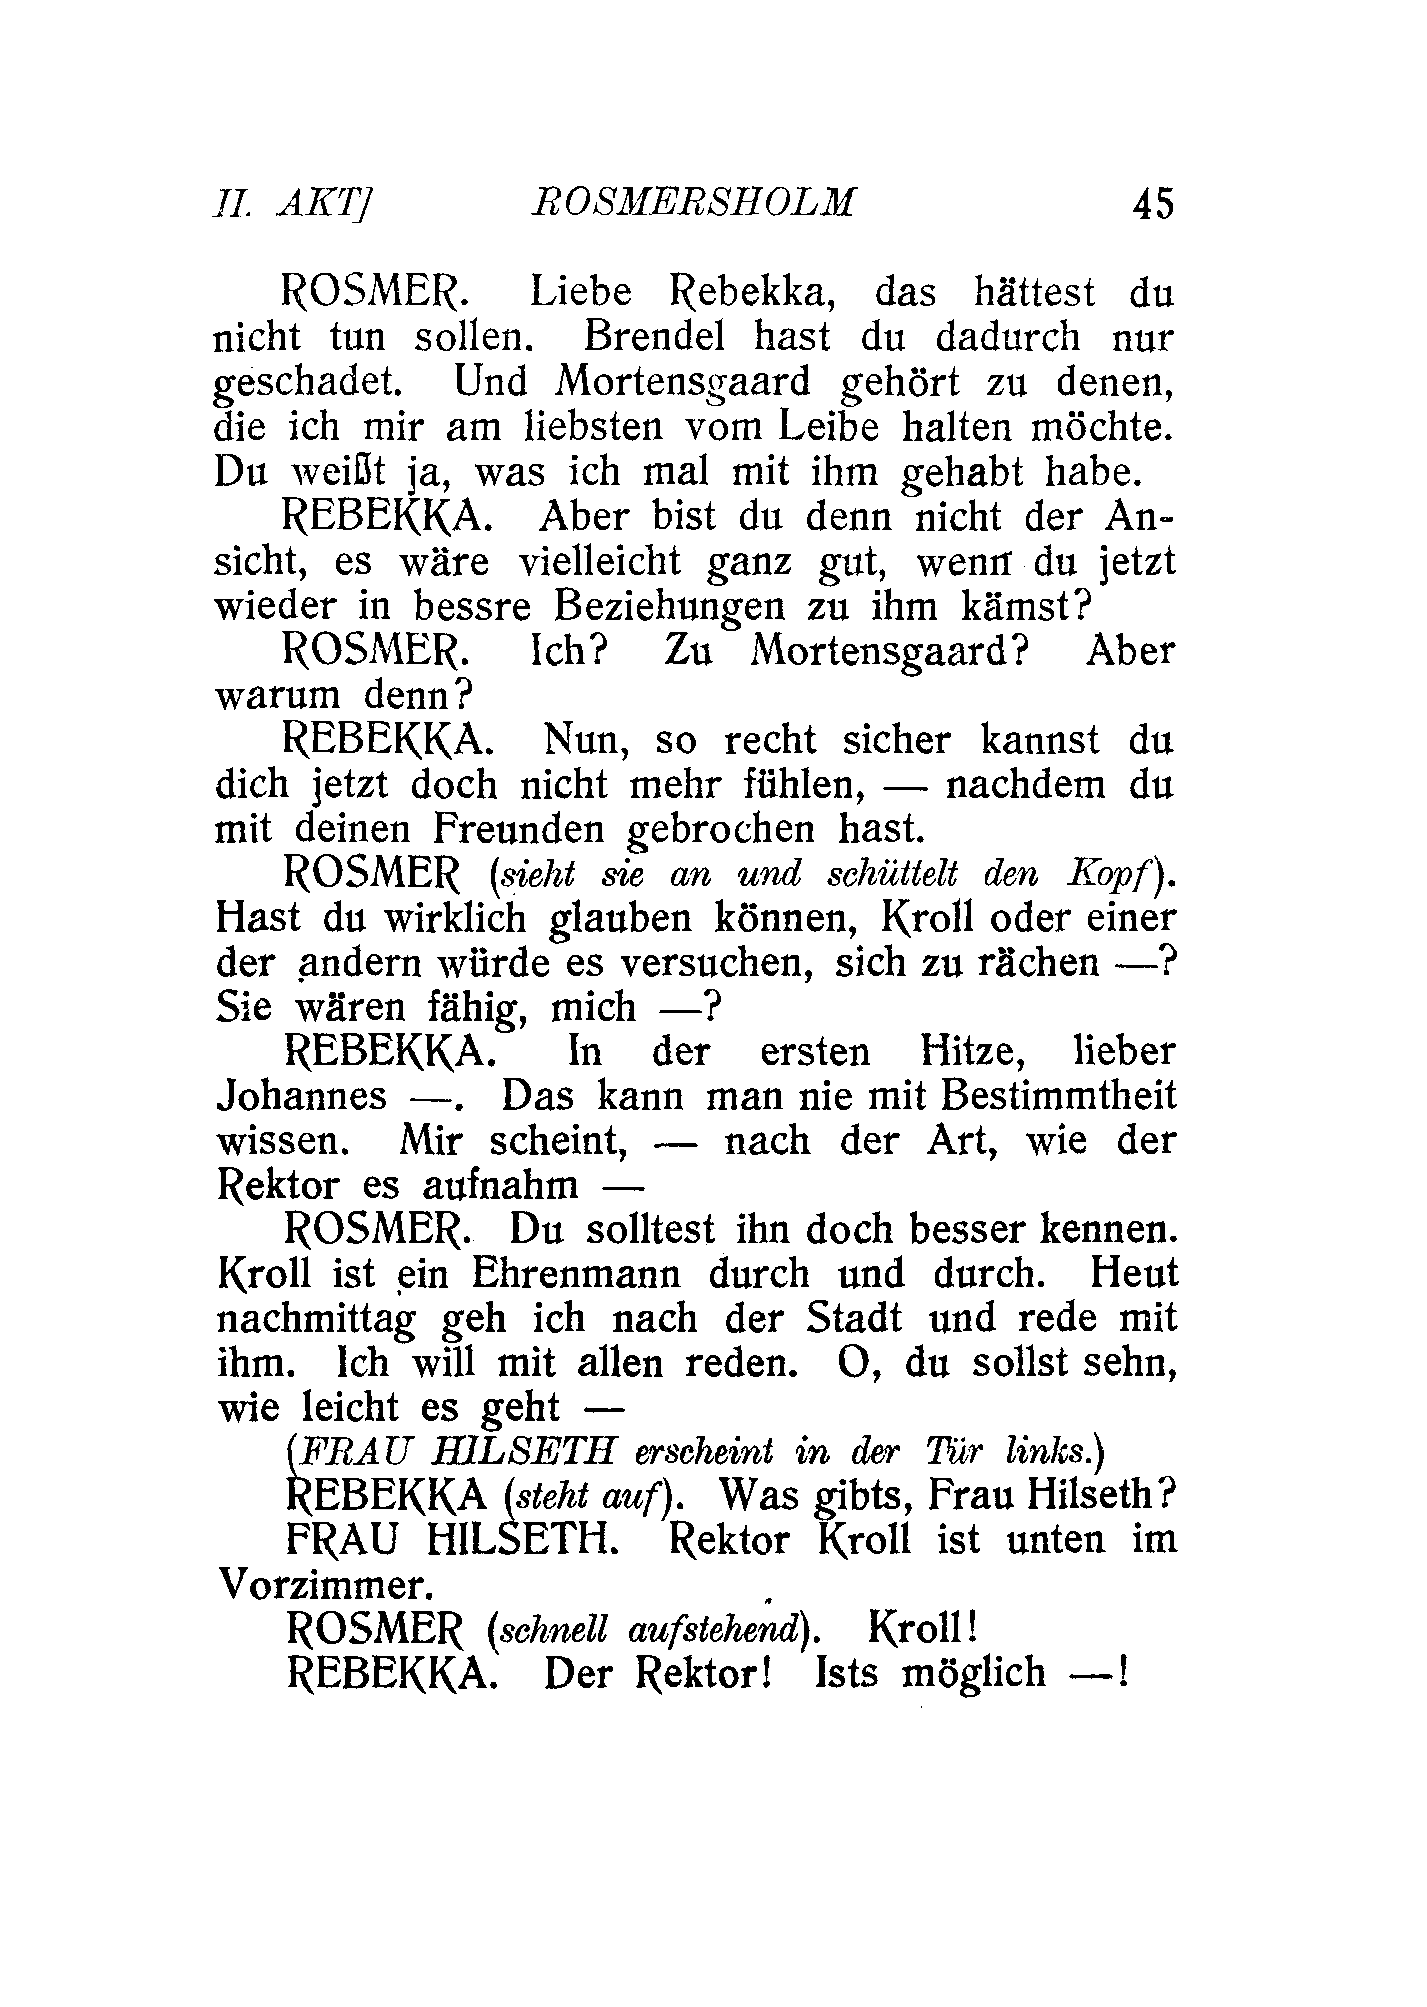 II. AKT] ROSMERSHOLM 45
ROSMER. Liebe Rebekka, das hättest du
nicht tun sollen. Brendel hast du dadurch nur
geschadet. Und Mortensgaard gehört zu denen,
die ich mir am liebsten vom Leibe halten möchte.
Du weißt ja, was ich mal mit ihm gehabt habe.
REBEKKA. Aber bist du denn nicht der An-
sicht, es wäre vielleicht ganz gut, wenn du jetzt
wieder in bessre Beziehungen zu ihm kämst?
ROSMER. Ich? Zu Mortensgaard? Aber
warum denn?
REBEKKA. Nun, so recht sicher kannst du
dich jetzt doch nicht mehr fühlen, — nachdem du
mit deinen Freunden gebrochen hast.
ROSMER (sieht sie an und schüttelt den Kopf).
Hast du wirklich glauben können, Kroll oder einer
der andern würde es versuchen, sich zu rächen —?
Sie wären fähig, mich —?
REBEKKA. In der ersten Hitze, lieber
Johannes —. Das kann man nie mit Bestimmtheit
wissen. Mir scheint, — nach der Art, wie der
Rektor es aufnahm —
ROSMER. Du solltest ihn doch besser kennen.
Kroll ist ein Ehrenmann durch und durch. Heut
nachmittag geh ich nach der Stadt und rede mit
ihm. Ich will mit allen reden. O, du sollst sehn,
wie leicht es geht —
(FRAU HILSETH erscheint in der Tür links.)
REBEKKA (steht auf). Was gibts, Frau Hilseth?
FRAU HILSETH. Rektor Kroll ist unten im
Vorzimmer.
ROSMER (schnell aufstehend). Kroll!
REBEKKA. Der Rektor! Ists möglich —!